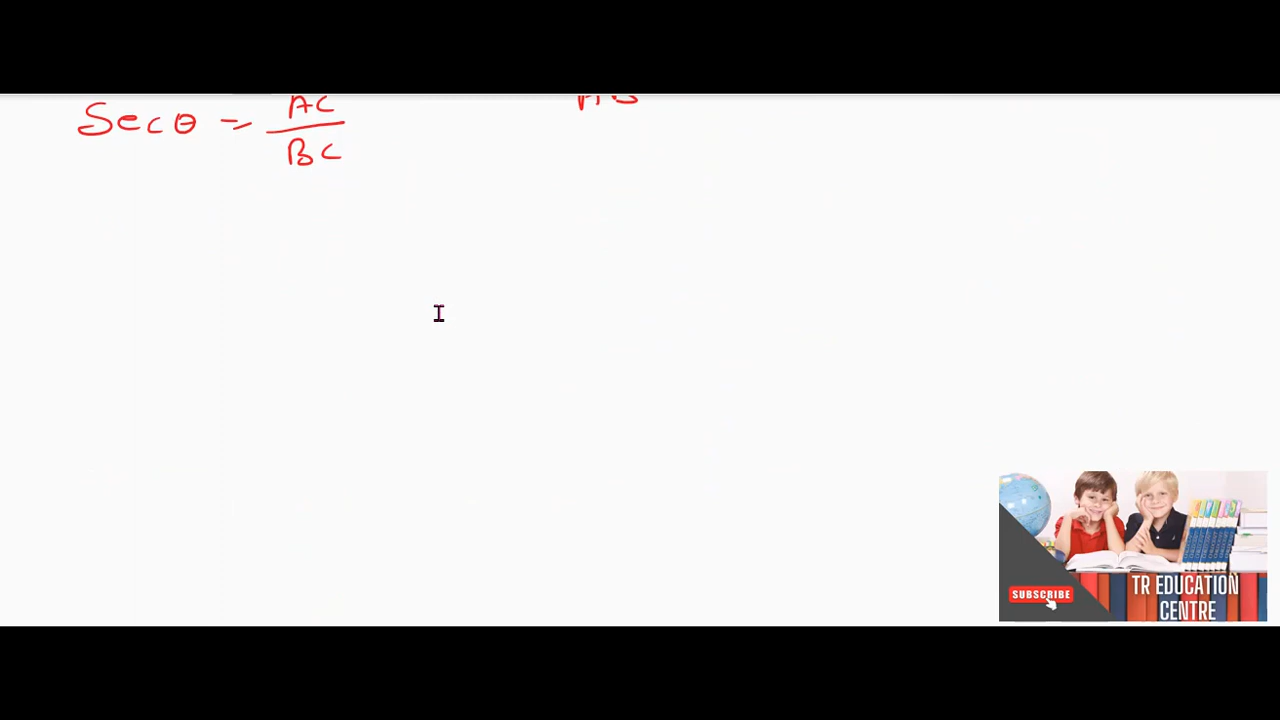 Secθ = AC
BC
SUBSCRIBE
TR EDUCATION
CENTRE